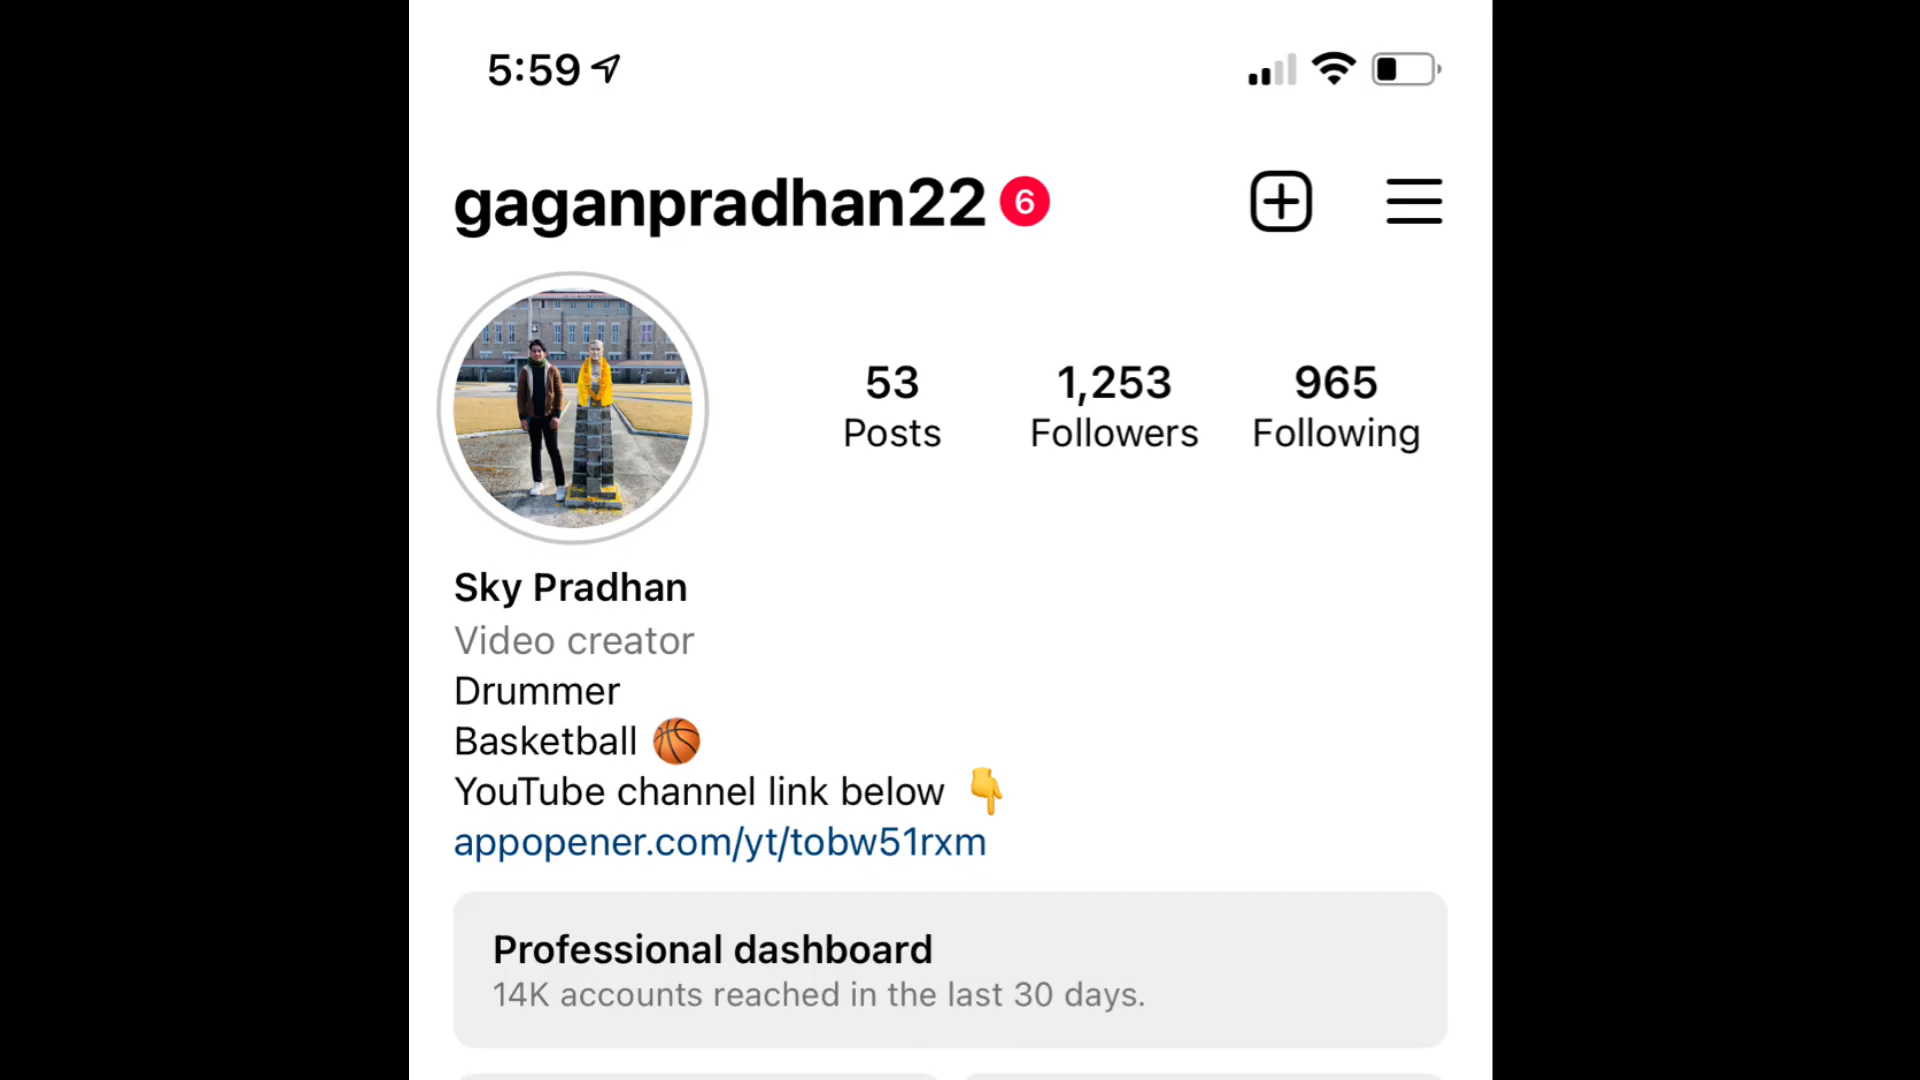 5:59
gaganpradhan22 6
53 1,253 965
Posts Followers Following
Sky Pradhan
Video creator
Drummer
Basketball 🏀
YouTube channel link below 👇
appopener.com/yt/tobw51rxm
Professional dashboard
14K accounts reached in the last 30 days.